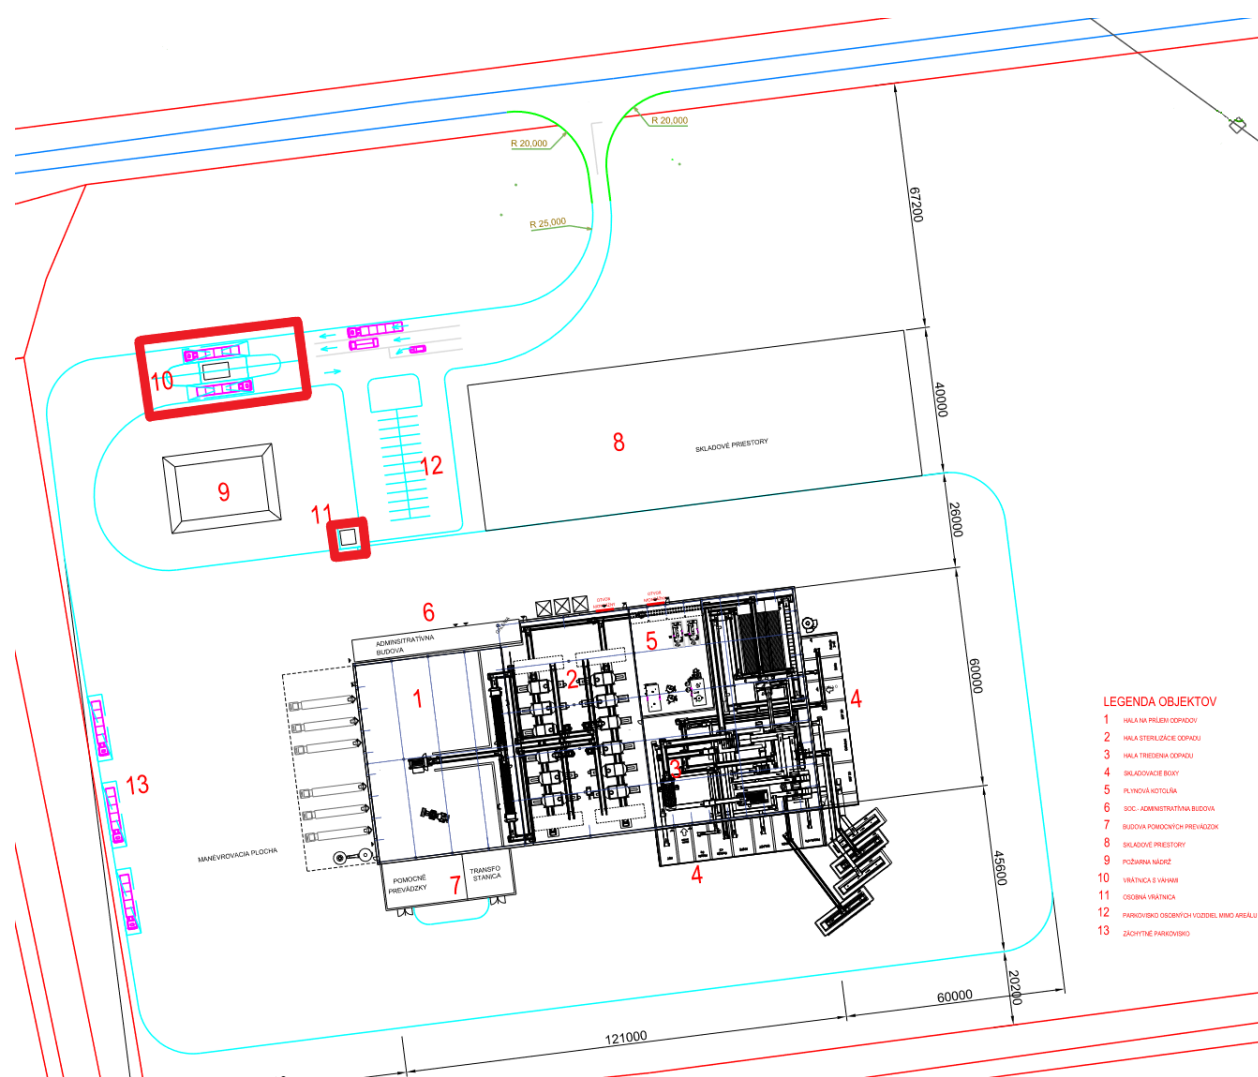 R 20,000
R 20,000
R 25,000
67200
40000
26000
60000
45600
20200
60000
121000
10
9
11
12
8
SKLADOVÉ PRIESTORY
6
ADMINSITRATÍVNA
BUDOVA
1
2
5
3
4
4
13
MANÉVROVACIA PLOCHA
POMOCNÉ
PREVÁDZKY
7
TRANSFO
STANICA
LEGENDA OBJEKTOV
1 HALA NA PRÍJEM ODPADOV
2 HALA STERILIZÁCIE ODPADU
3 HALA TRIEDENIA ODPADU
4 SKLADOVACIE BOXY
5 PLYNOVÁ KOTOLŇA
6 SOC.- ADMINISTRATÍVNA BUDOVA
7 BUDOVA POMOCNÝCH PREVÁDZOK
8 SKLADOVÉ PRIESTORY
9 POŽIARNA NÁDRŽ
10 VRÁTNICA S VÁHAMI
11 OSOBNÁ VRÁTNICA
12 PARKOVISKO OSOBNÝCH VOZIDIEL MIMO AREÁLU
13 ZÁCHYTNÉ PARKOVISKO